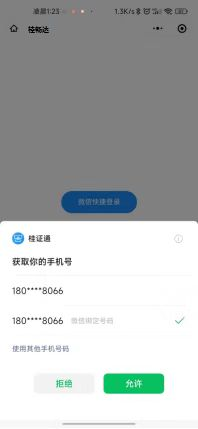 凌晨1:23
1.3K/s
桂畅达
微信快捷登录
桂证通
获取你的手机号
180****8066
180****8066 微信绑定号码
使用其他手机号码
拒绝 允许